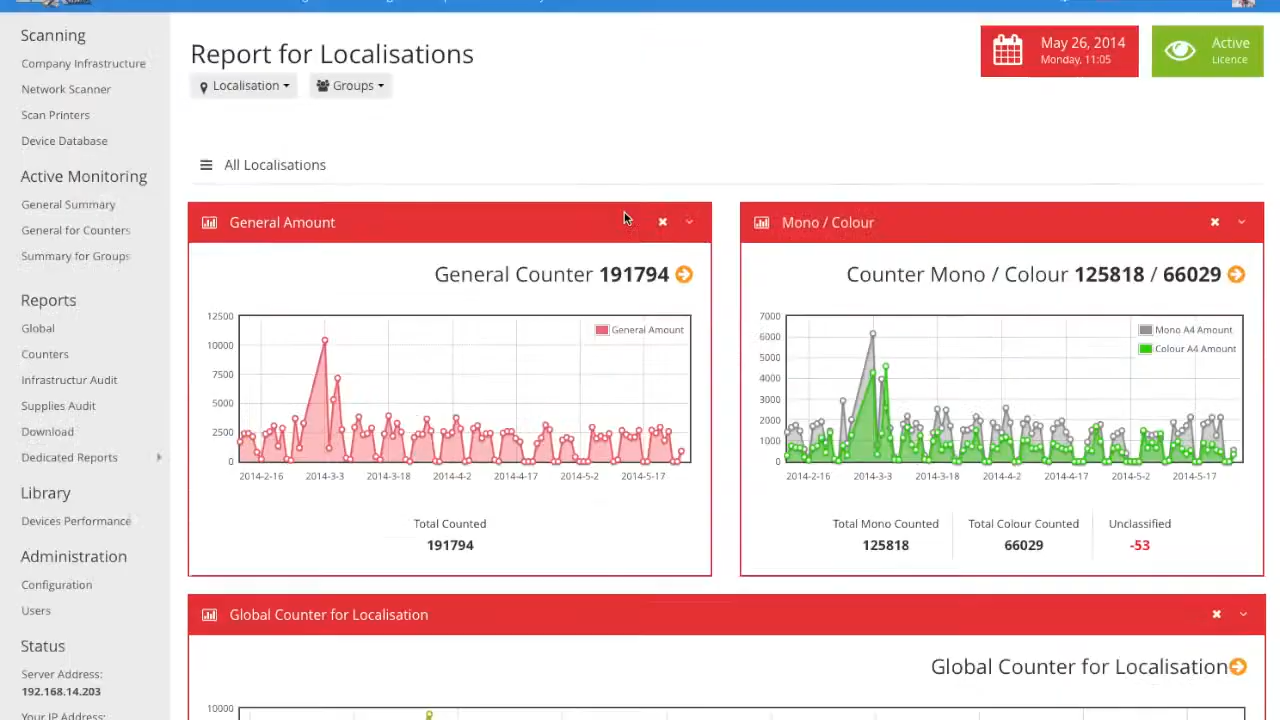 Scanning
Company Infrastructure
Network Scanner
Scan Printers
Device Database
Active Monitoring
General Summary
General for Counters
Summary for Groups
Reports
Global
Counters
Infrastructur Audit
Supplies Audit
Download
Dedicated Reports
Library
Devices Performance
Administration
Configuration
Users
Status
Server Address:
192.168.14.203
Your IP Address:
Report for Localisations
Localisation
Groups
May 26, 2014
Monday, 11:05
Active
Licence
All Localisations
General Amount
General Counter 191794
12500
10000
7500
5000
2500
0
General Amount
2014-2-16 2014-3-3 2014-3-18 2014-4-2 2014-4-17 2014-5-2 2014-5-17
Total Counted
191794
Mono / Colour
Counter Mono / Colour 125818 / 66029
7000
6000
5000
4000
3000
2000
1000
0
Mono A4 Amount
Colour A4 Amount
2014-2-16 2014-3-3 2014-3-18 2014-4-2 2014-4-17 2014-5-2 2014-5-17
Total Mono Counted
125818
Total Colour Counted
66029
Unclassified
-53
Global Counter for Localisation
Global Counter for Localisation
10000